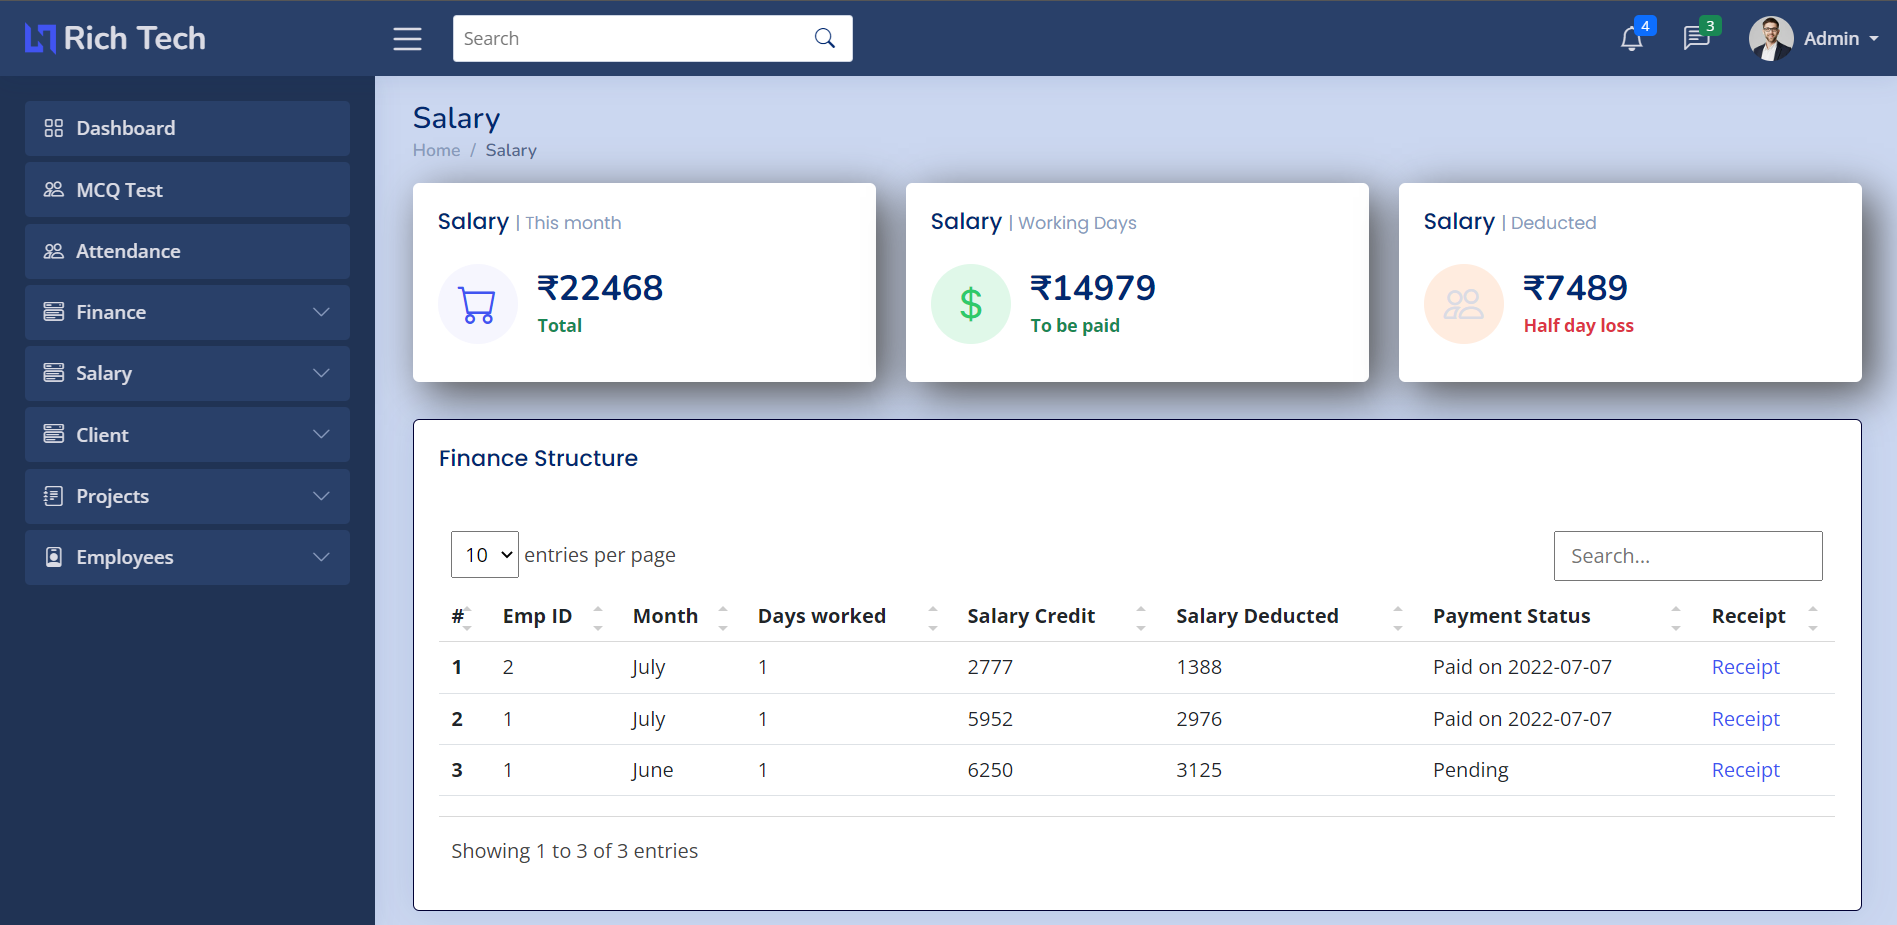 Rich Tech
Search
4
3
Admin
Dashboard
MCQ Test
Attendance
Finance
Salary
Client
Projects
Employees
Salary
Home / Salary
Salary | This month
₹22468
Total
Salary | Working Days
$
₹14979
To be paid
Salary | Deducted
₹7489
Half day loss
Finance Structure
10 entries per page
Search...
# Emp ID Month Days worked Salary Credit Salary Deducted Payment Status Receipt
1 2 July 1 2777 1388 Paid on 2022-07-07 Receipt
2 1 July 1 5952 2976 Paid on 2022-07-07 Receipt
3 1 June 1 6250 3125 Pending Receipt
Showing 1 to 3 of 3 entries